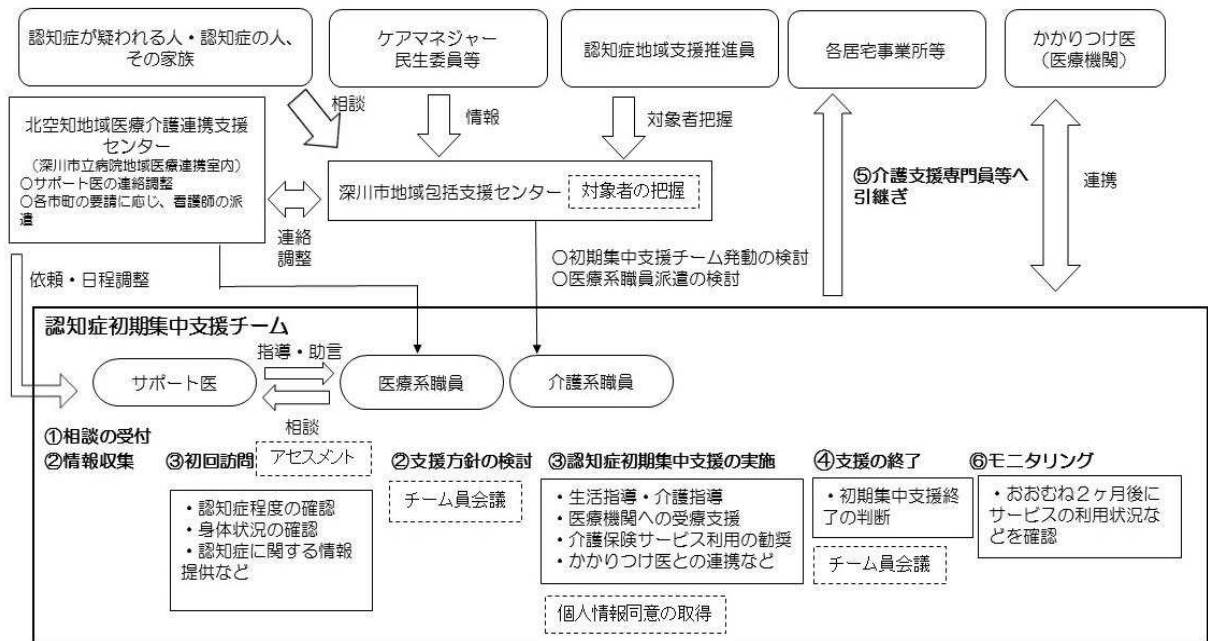 認知症が疑われる人・認知症の人、
その家族
ケアマネジャー
民生委員等
認知症地域支援推進員
各居宅事業所等
かかりつけ医
（医療機関）
相談
情報
対象者把握
北空知地域医療介護連携支援
センター
（深川市立病院地域医療連携室内）
○サポート医の連絡調整
○各市町の要請に応じ、看護師の派
遣
連絡
調整
深川市地域包括支援センター
対象者の把握
⑤介護支援専門員等へ
引継ぎ
連携
○初期集中支援チーム発動の検討
○医療系職員派遣の検討
依頼・日程調整
認知症初期集中支援チーム
指導・助言
サポート医
医療系職員
介護系職員
相談
①相談の受付
②情報収集
③初回訪問
アセスメント
・認知症程度の確認
・身体状況の確認
・認知症に関する情報
提供など
②支援方針の検討
チーム員会議
③認知症初期集中支援の実施
・生活指導・介護指導
・医療機関への受療支援
・介護保険サービス利用の勧奨
・かかりつけ医との連携など
個人情報同意の取得
④支援の終了
・初期集中支援終
了の判断
チーム員会議
⑥モニタリング
・おおむね２ヶ月後に
サービスの利用状況な
どを確認